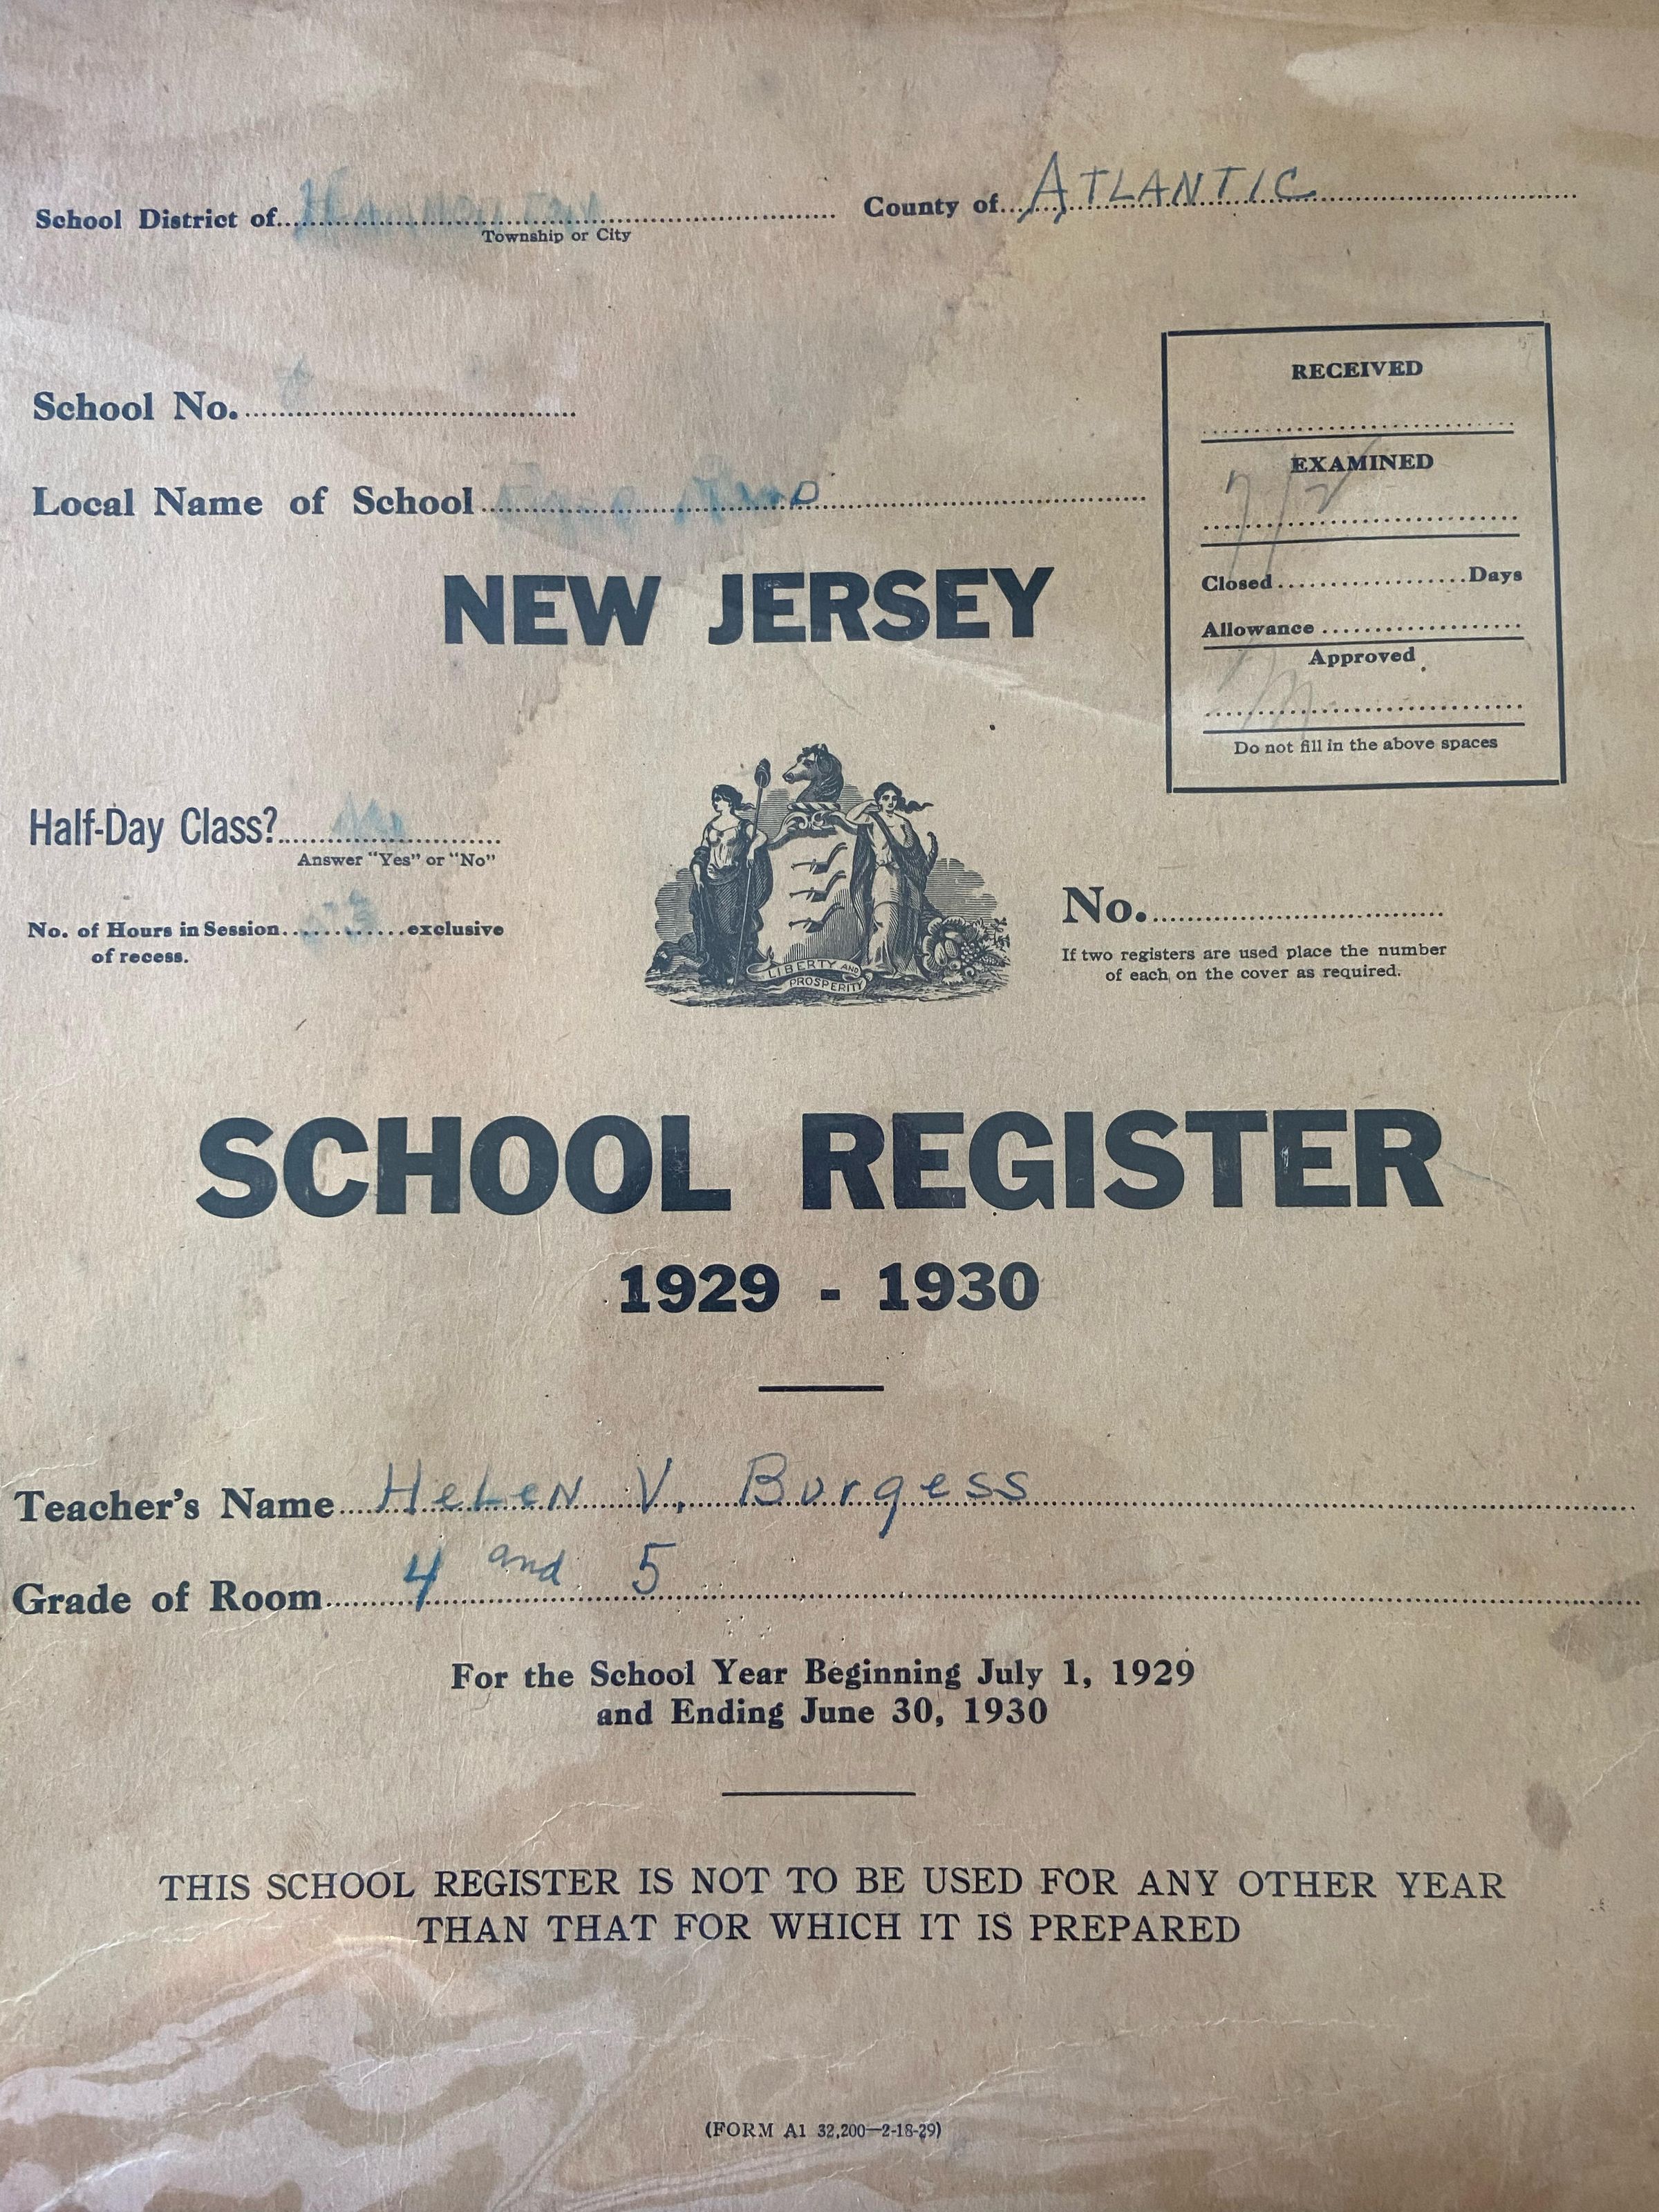 School District of County of ATLANTIC
Township or City
RECEIVED
School No.
EXAMINED
Local Name of School
Closed Days
NEW JERSEY
Allowance
Approved
Do not fill in the above spaces
Half-Day Class?
Answer "Yes" or "No"
No. of Hours in Session exclusive
of recess.
No.
If two registers are used place the number
of each on the cover as required.
LIBERTY AND
PROSPERITY
SCHOOL REGISTER
1929 - 1930
Teacher's Name Helen V. Burgess
Grade of Room 4 and 5
For the School Year Beginning July 1, 1929
and Ending June 30, 1930
THIS SCHOOL REGISTER IS NOT TO BE USED FOR ANY OTHER YEAR
THAN THAT FOR WHICH IT IS PREPARED
(FORM A1 32,200—2-18-29)